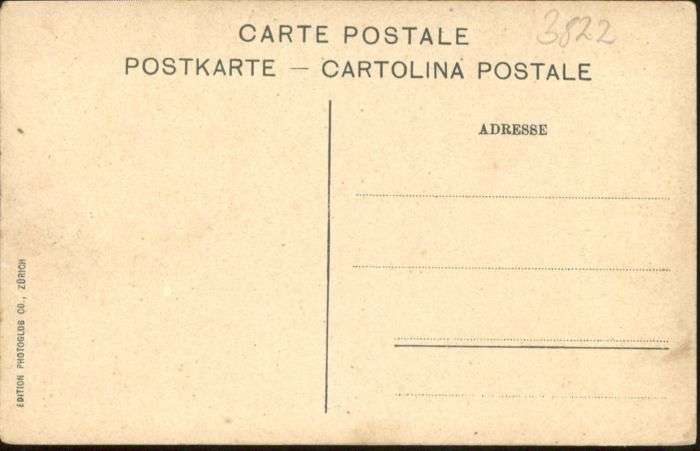 CARTE POSTALE
3822
POSTKARTE — CARTOLINA POSTALE
ADRESSE
EDITION PHOTOGLOB CO., ZÜRICH